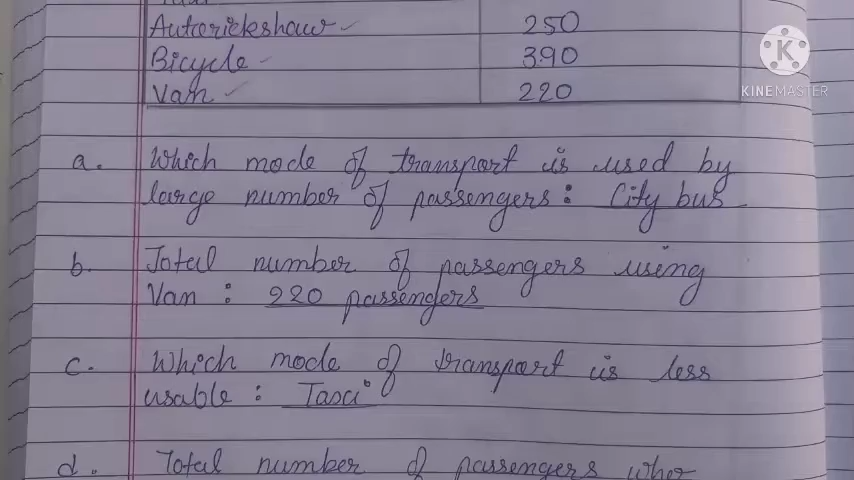 Autorickshaw 250
Bicycle 390
Van 220
KINEMASTER
a. Which mode of transport is used by
large number of passengers : City bus
b. Total number of passengers using
Van : 220 passengers
c. Which mode of transport is less
usable : Taxi
d. Total number of passengers